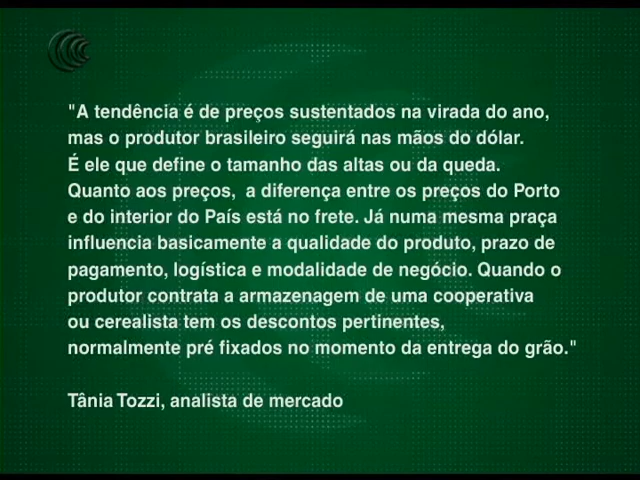 "A tendência é de preços sustentados na virada do ano,
mas o produtor brasileiro seguirá nas mãos do dólar.
É ele que define o tamanho das altas ou da queda.
Quanto aos preços, a diferença entre os preços do Porto
e do interior do País está no frete. Já numa mesma praça
influencia basicamente a qualidade do produto, prazo de
pagamento, logística e modalidade de negócio. Quando o
produtor contrata a armazenagem de uma cooperativa
ou cerealista tem os descontos pertinentes,
normalmente pré fixados no momento da entrega do grão."
Tânia Tozzi, analista de mercado